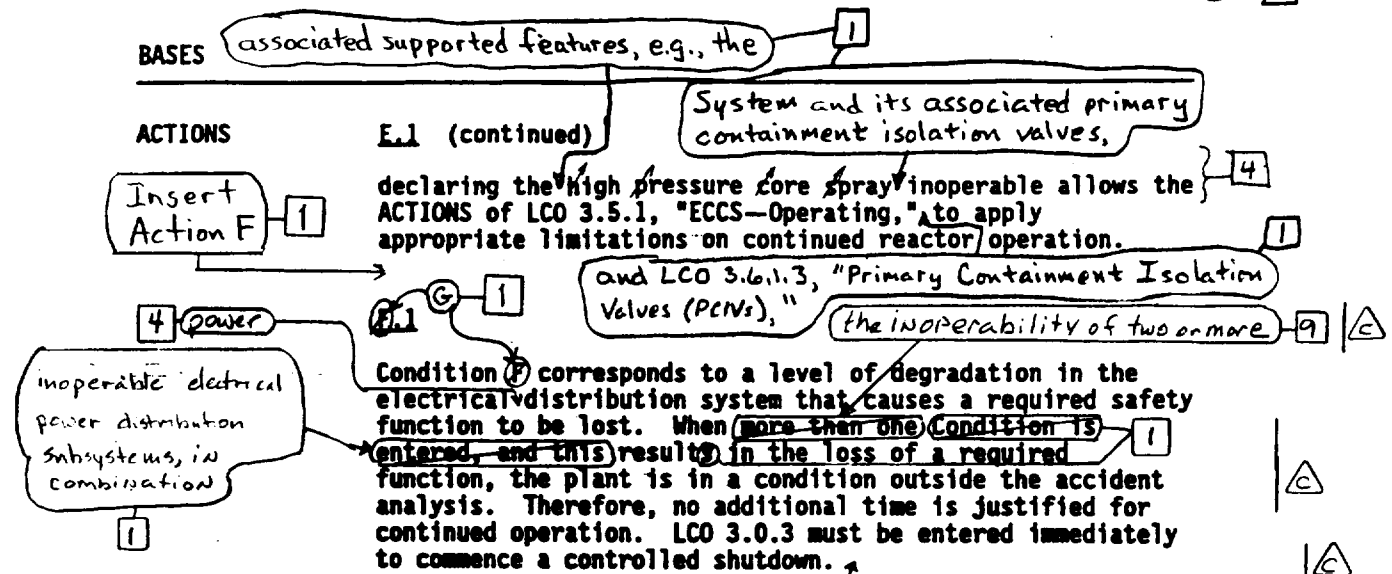 BASES associated supported features, e.g., the 1
System and its associated primary
containment isolation valves,
ACTIONS E.1 (continued)
4
declaring the high pressure core spray inoperable allows the
Insert
Action F 1
ACTIONS of LCO 3.5.1, "ECCS—Operating," to apply
appropriate limitations on continued reactor operation.
1
and LCO 3.6.1.3, "Primary Containment Isolation
Values (PCIVs),"
G 1
F.1
4 power
the inoperability of two or more 9 C
inoperable electrical
power distribution
subsystems, in
combination
1
Condition F corresponds to a level of degradation in the
electrical distribution system that causes a required safety
function to be lost. When more than one Condition is 1
entered, and this results in the loss of a required
function, the plant is in a condition outside the accident C
analysis. Therefore, no additional time is justified for
continued operation. LCO 3.0.3 must be entered immediately
to commence a controlled shutdown. C